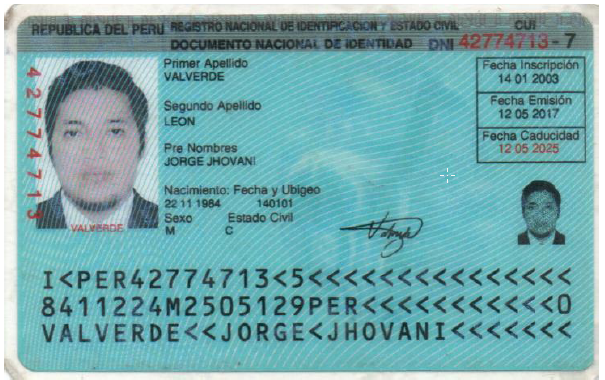 REPUBLICA DEL PERU REGISTRO NACIONAL DE IDENTIFICACION Y ESTADO CIVIL CUI
DOCUMENTO NACIONAL DE IDENTIDAD DNI 42774713 - 7
Primer Apellido
VALVERDE
Segundo Apellido
LEON
Pre Nombres
JORGE JHOVANI
Nacimiento: Fecha y Ubigeo
22 11 1984 140101
Sexo Estado Civil
M C
Fecha Inscripción
14 01 2003
Fecha Emisión
12 05 2017
Fecha Caducidad
12 05 2025
42774713
VALVERDE
I<PER42774713<5<<<<<<<<<<<<<<<
8411224M2505129PER<<<<<<<<<<<0
VALVERDE<<JORGE<JHOVANI<<<<<<<